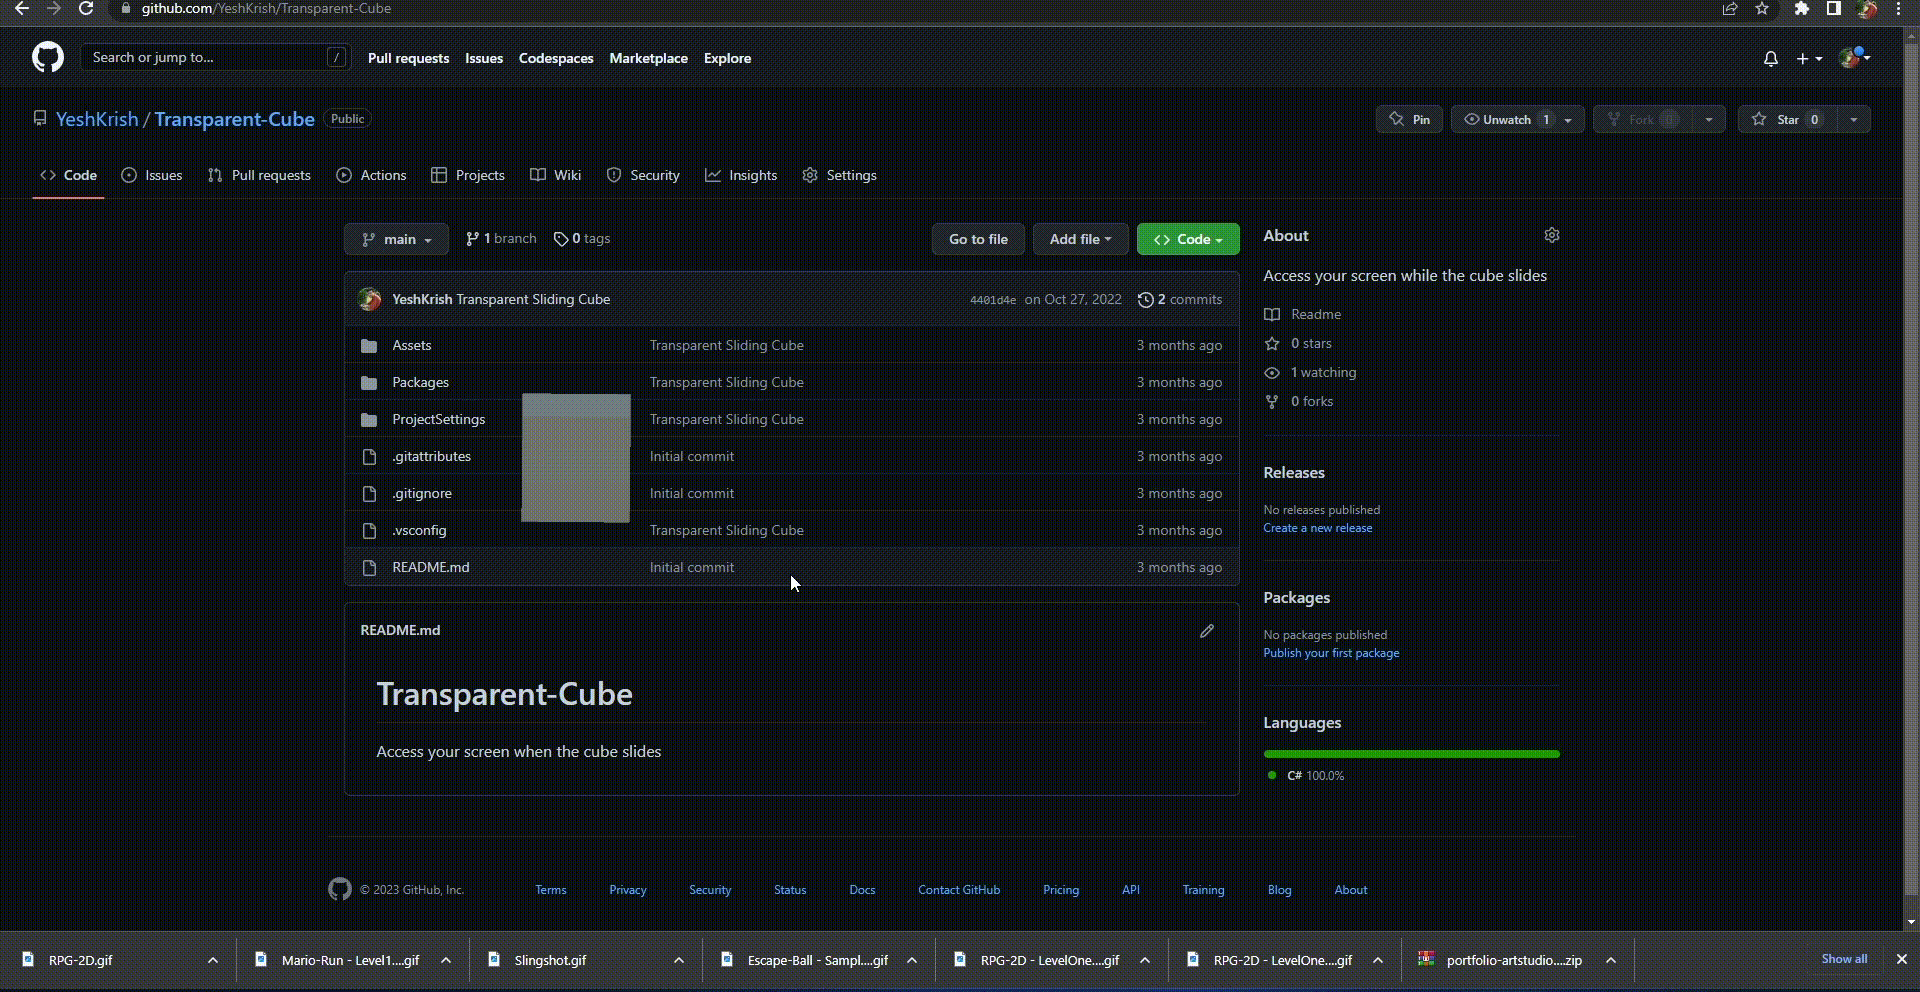 github.com/YeshKrish/Transparent-Cube
Search or jump to... / Pull requests Issues Codespaces Marketplace Explore
YeshKrish / Transparent-Cube Public Pin Unwatch 1 Fork 0 Star 0
Code Issues Pull requests Actions Projects Wiki Security Insights Settings
main 1 branch 0 tags Go to file Add file Code
YeshKrish Transparent Sliding Cube 4401d4e on Oct 27, 2022 2 commits
Assets Transparent Sliding Cube 3 months ago
Packages Transparent Sliding Cube 3 months ago
ProjectSettings Transparent Sliding Cube 3 months ago
.gitattributes Initial commit 3 months ago
.gitignore Initial commit 3 months ago
.vsconfig Transparent Sliding Cube 3 months ago
README.md Initial commit 3 months ago
README.md
Transparent-Cube
Access your screen when the cube slides
About
Access your screen while the cube slides
Readme
0 stars
1 watching
0 forks
Releases
No releases published
Create a new release
Packages
No packages published
Publish your first package
Languages
C# 100.0%
© 2023 GitHub, Inc. Terms Privacy Security Status Docs Contact GitHub Pricing API Training Blog About
RPG-2D.gif Mario-Run - Level1....gif Slingshot.gif Escape-Ball - Sampl....gif RPG-2D - LevelOne....gif RPG-2D - LevelOne....gif portfolio-artstudio....zip Show all